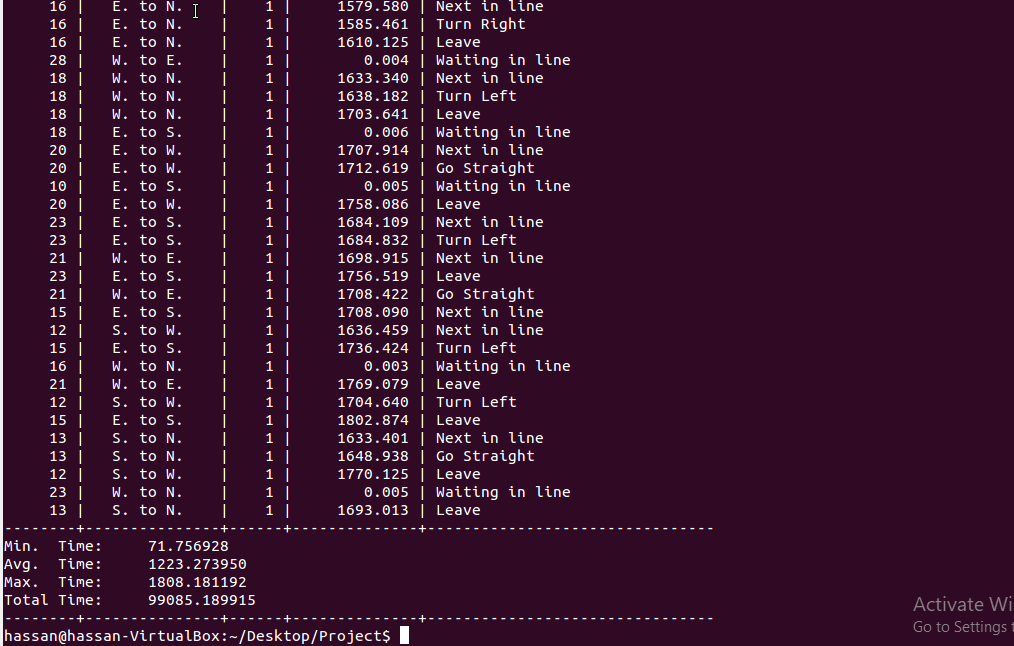 16 | E. to N. | 1 | 1579.580 | Next in line
16 | E. to N. | 1 | 1585.461 | Turn Right
16 | E. to N. | 1 | 1610.125 | Leave
28 | W. to E. | 1 | 0.004 | Waiting in line
18 | W. to N. | 1 | 1633.340 | Next in line
18 | W. to N. | 1 | 1638.182 | Turn Left
18 | W. to N. | 1 | 1703.641 | Leave
18 | E. to S. | 1 | 0.006 | Waiting in line
20 | E. to W. | 1 | 1707.914 | Next in line
20 | E. to W. | 1 | 1712.619 | Go Straight
10 | E. to S. | 1 | 0.005 | Waiting in line
20 | E. to W. | 1 | 1758.086 | Leave
23 | E. to S. | 1 | 1684.109 | Next in line
23 | E. to S. | 1 | 1684.832 | Turn Left
21 | W. to E. | 1 | 1698.915 | Next in line
23 | E. to S. | 1 | 1756.519 | Leave
21 | W. to E. | 1 | 1708.422 | Go Straight
15 | E. to S. | 1 | 1708.090 | Next in line
12 | S. to W. | 1 | 1636.459 | Next in line
15 | E. to S. | 1 | 1736.424 | Turn Left
16 | W. to N. | 1 | 0.003 | Waiting in line
21 | W. to E. | 1 | 1769.079 | Leave
12 | S. to W. | 1 | 1704.640 | Turn Left
15 | E. to S. | 1 | 1802.874 | Leave
13 | S. to N. | 1 | 1633.401 | Next in line
13 | S. to N. | 1 | 1648.938 | Go Straight
12 | S. to W. | 1 | 1770.125 | Leave
23 | W. to N. | 1 | 0.005 | Waiting in line
13 | S. to N. | 1 | 1693.013 | Leave
--------+---------------+------+--------------+--------------------------------
Min. Time: 71.756928
Avg. Time: 1223.273950
Max. Time: 1808.181192
Total Time: 99085.189915
--------+---------------+------+--------------+--------------------------------
hassan@hassan-VirtualBox:~/Desktop/Project$
Activate Wi
Go to Settings t